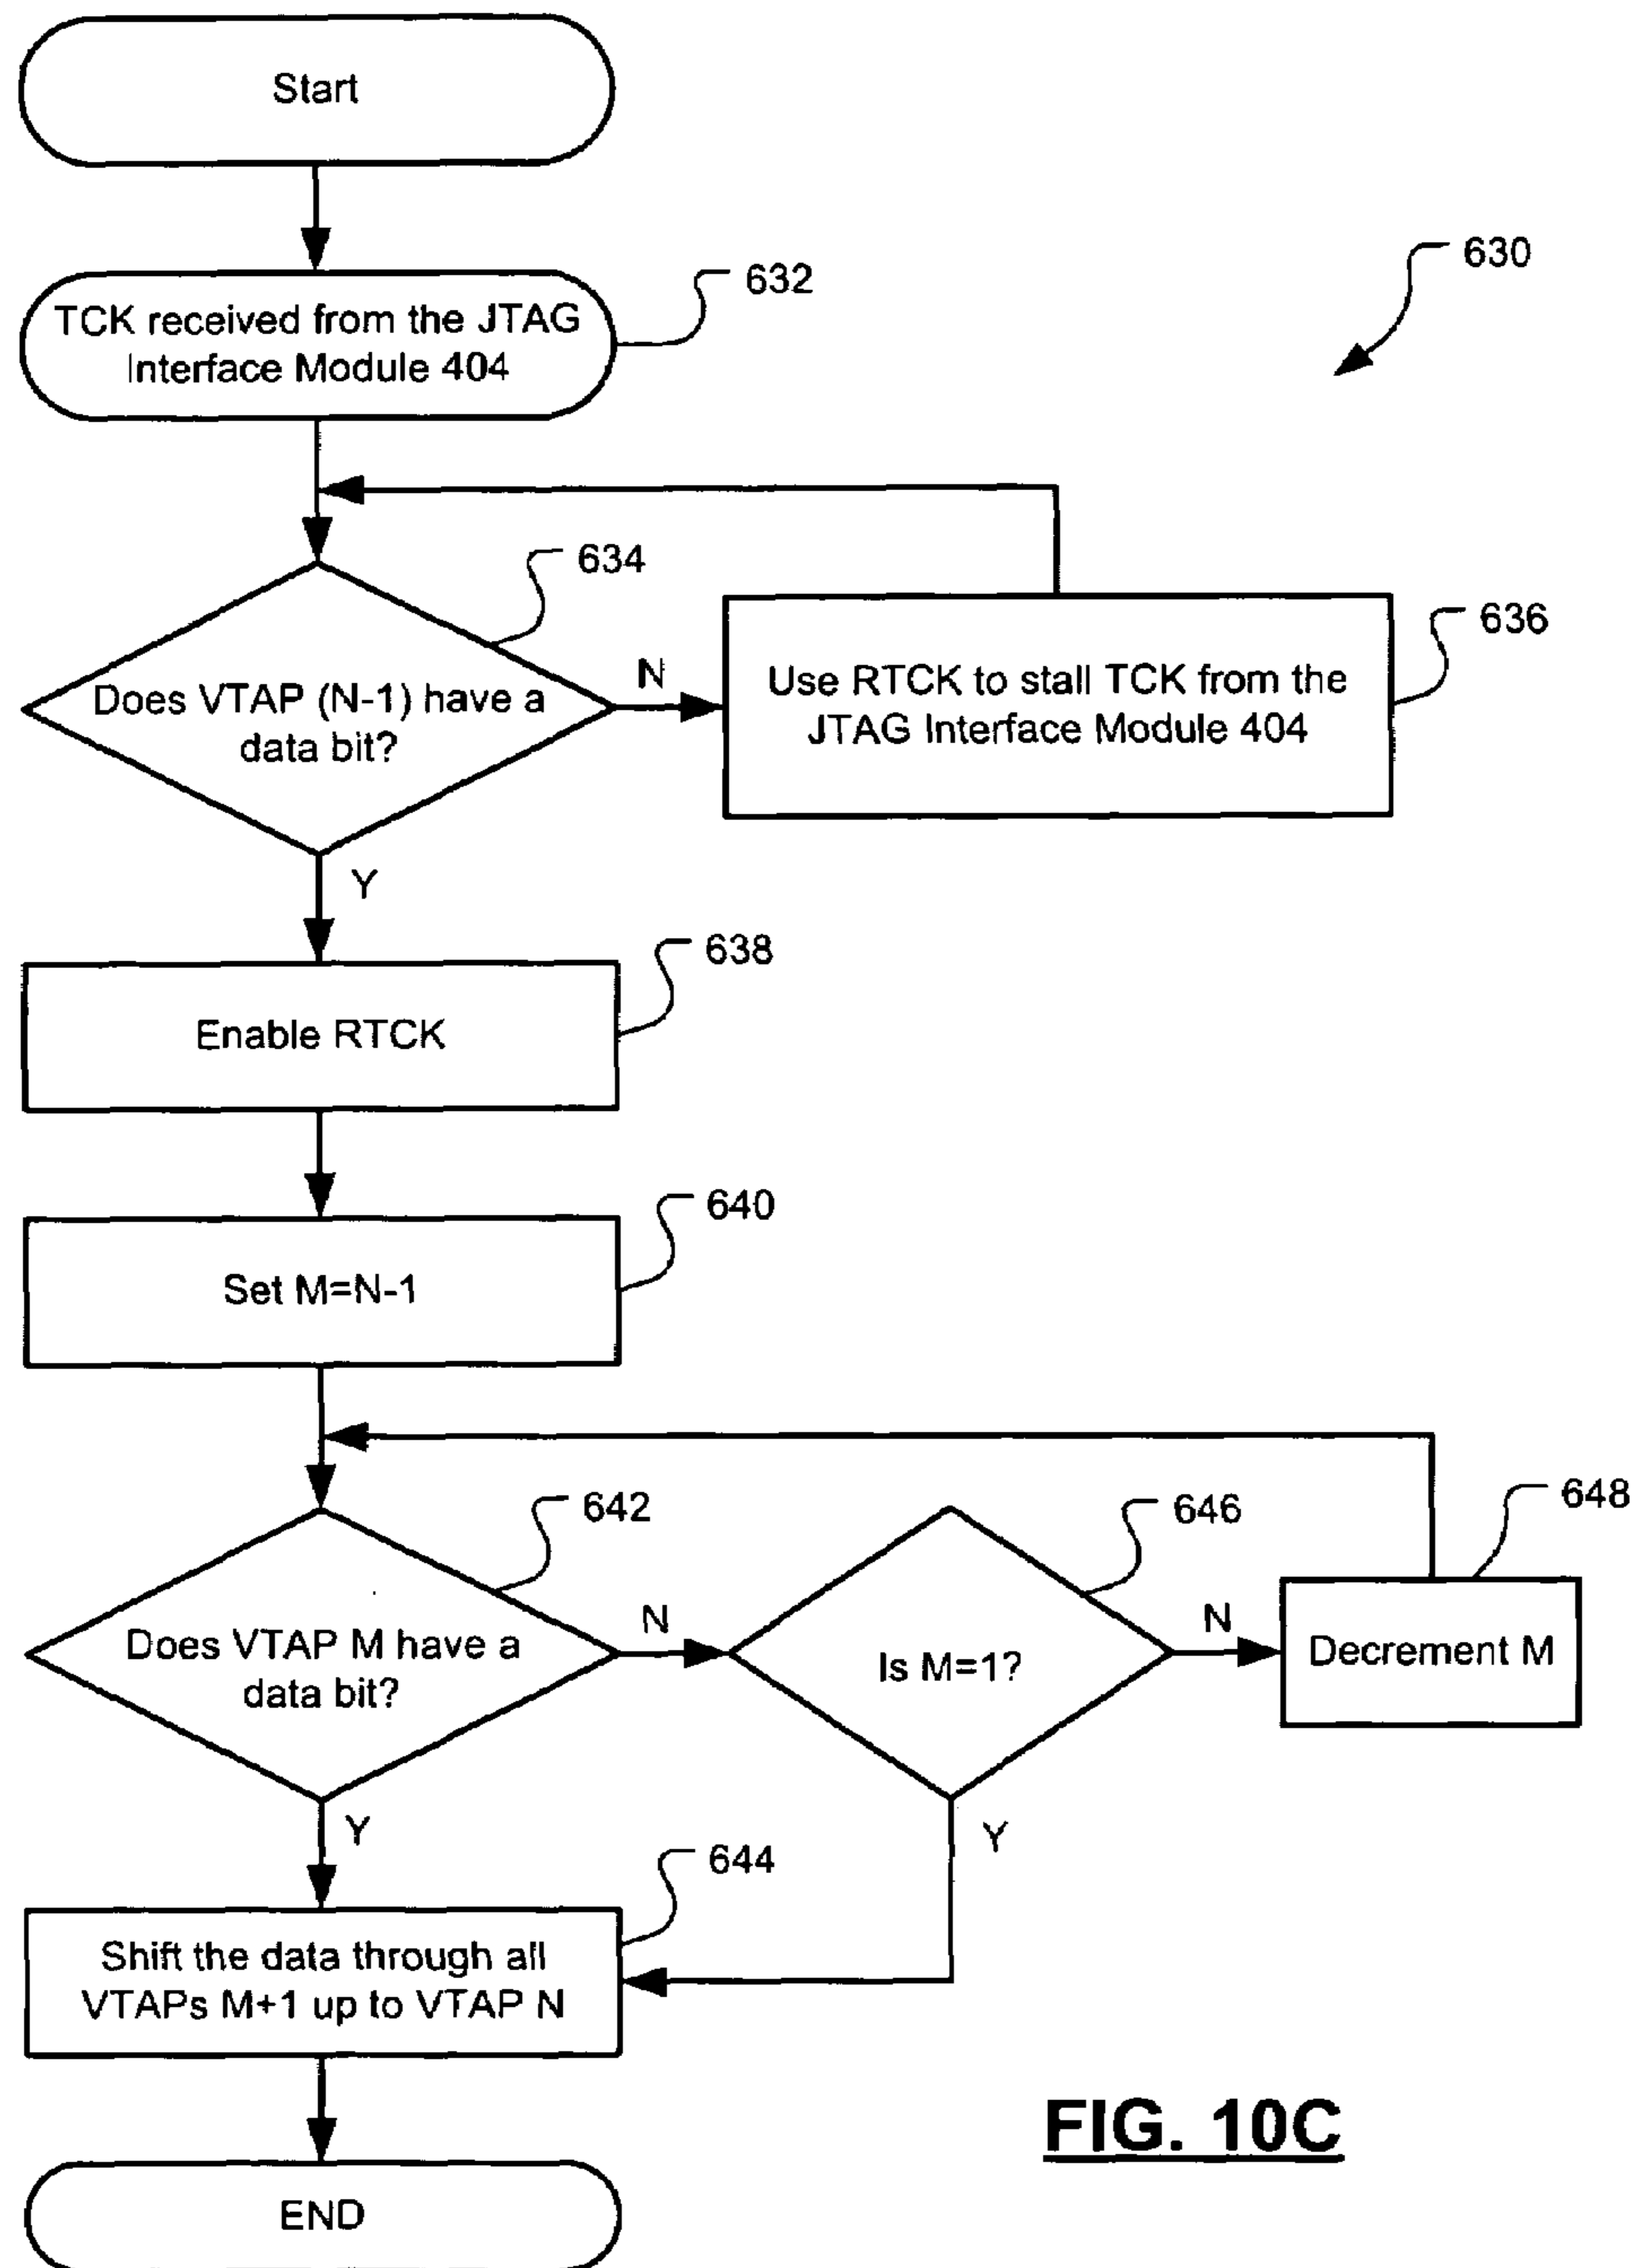 Start
630
632
TCK received from the JTAG
Interface Module 404
634
636
Does VTAP (N-1) have a
data bit?
N
Use RTCK to stall TCK from the
JTAG Interface Module 404
Y
638
Enable RTCK
640
Set M=N-1
642
646
648
Does VTAP M have a
data bit?
N
Is M=1?
N
Decrement M
Y
Y
644
Shift the data through all
VTAPs M+1 up to VTAP N
FIG. 10C
END